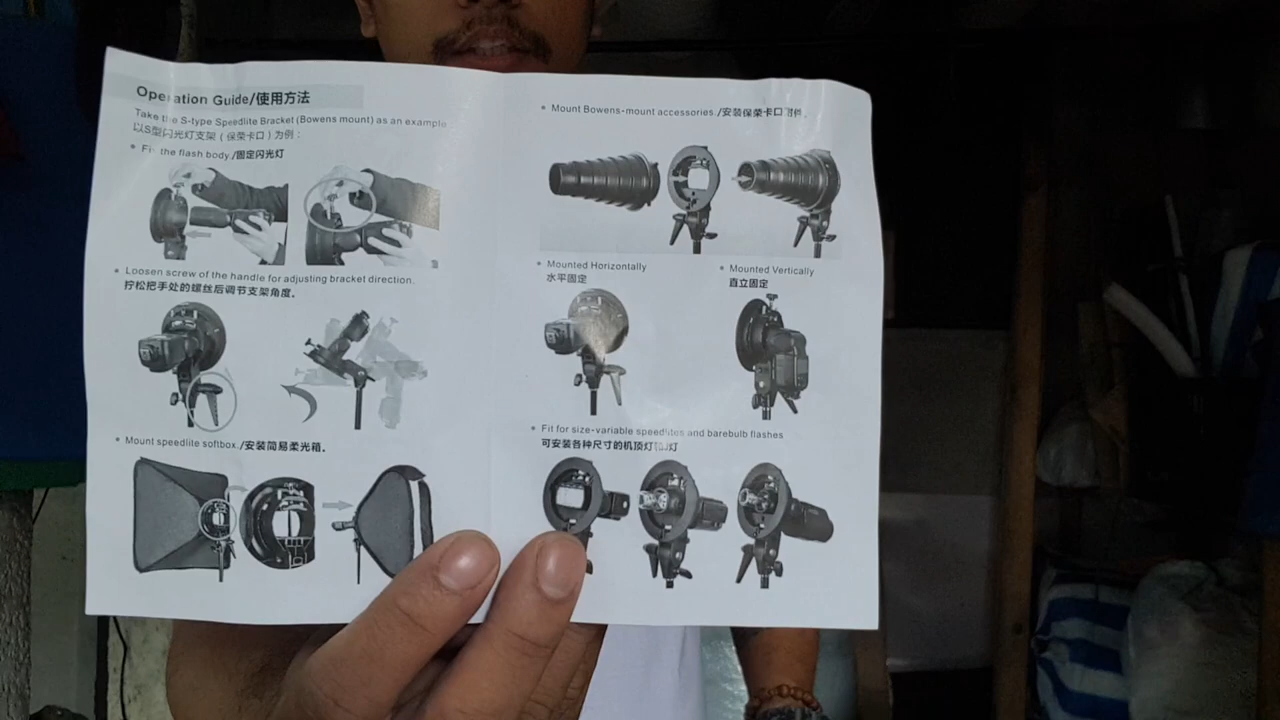 Operation Guide/使用方法
Take the S-type Speedlite Bracket (Bowens mount) as an example
以S型闪光灯支架（保荣卡口）为例：
• Fix the flash body./固定闪光灯
• Loosen screw of the handle for adjusting bracket direction.
拧松把手处的螺丝后调节支架角度。
• Mount speedlite softbox./安装简易柔光箱。
• Mount Bowens-mount accessories./安装保荣卡口附件。
• Mounted Horizontally
水平固定
• Mounted Vertically
直立固定
• Fit for size-variable speedlites and barebulb flashes
可安装各种尺寸的机顶灯 灯